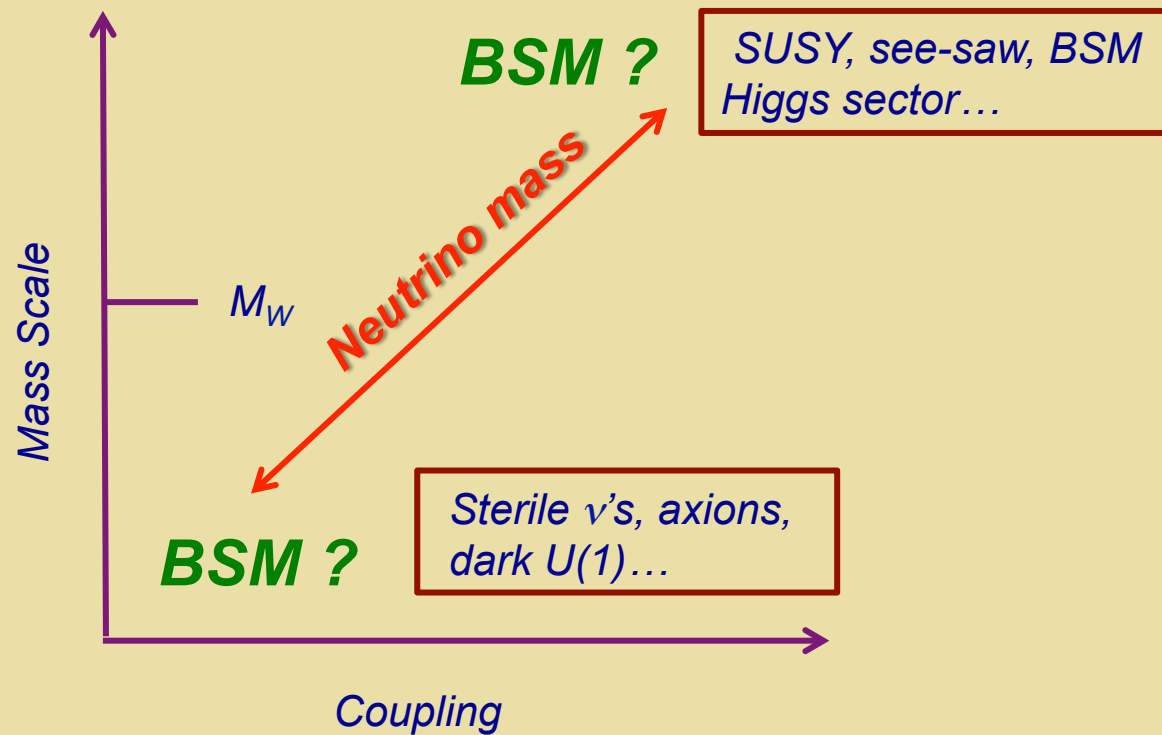 BSM ?
SUSY, see-saw, BSM
Higgs sector…
Neutrino mass
Mass Scale
M_W
Sterile ν's, axions,
dark U(1)…
BSM ?
Coupling